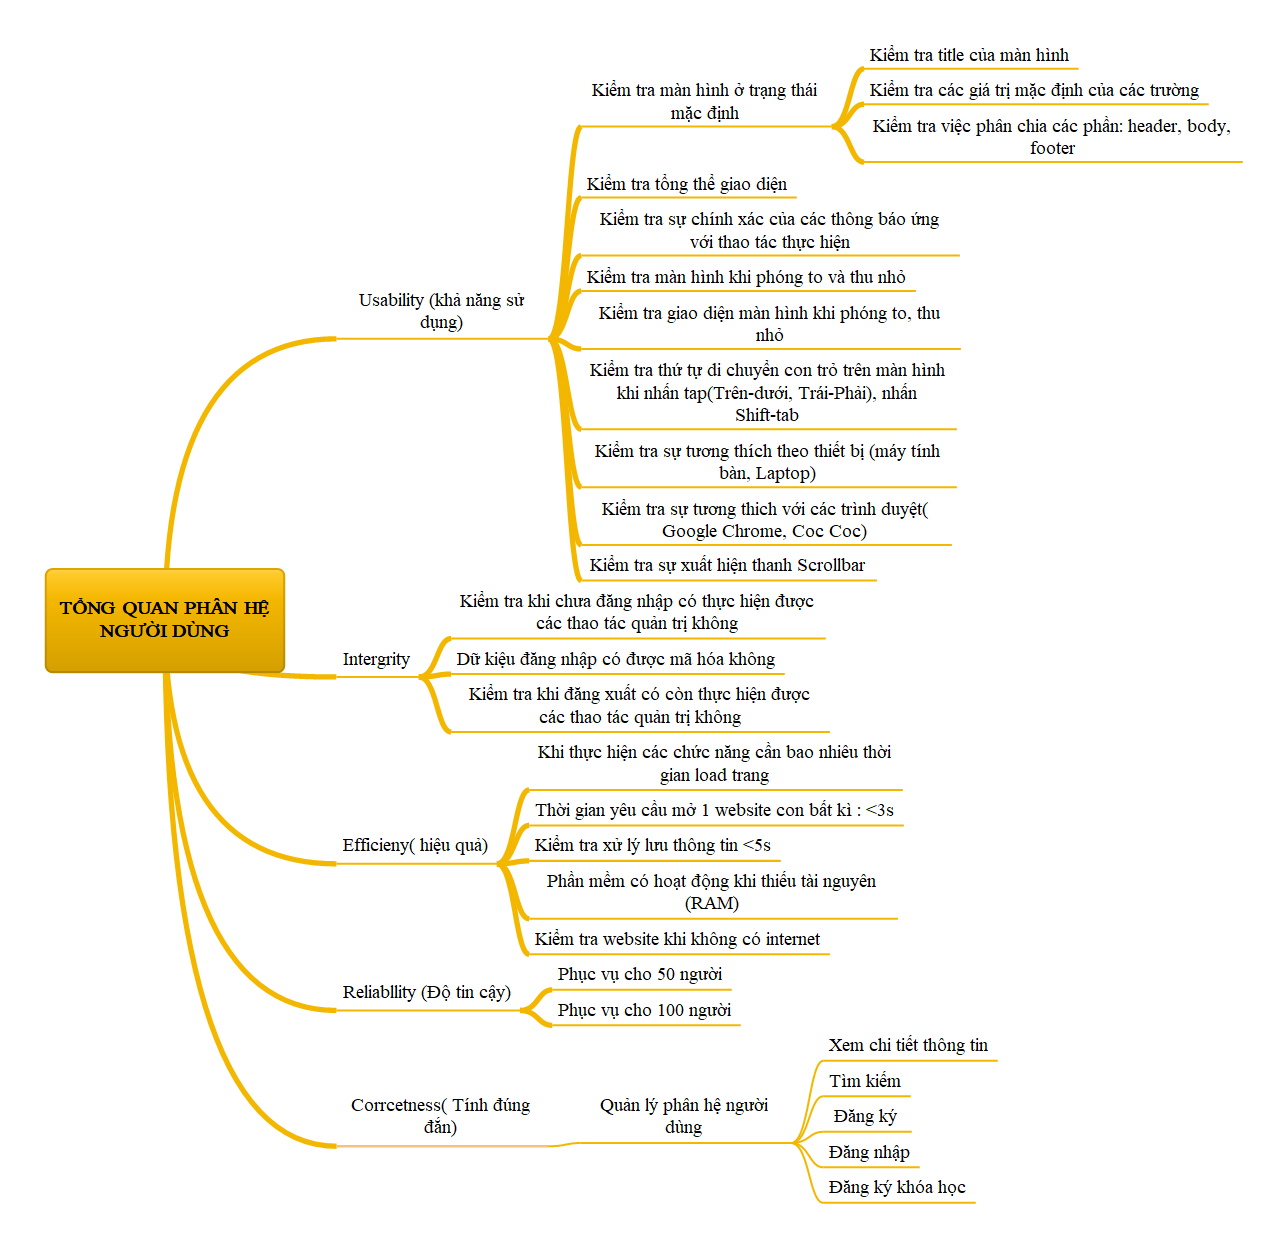 Kiểm tra title của màn hình
Kiểm tra màn hình ở trạng thái
mặc định
Kiểm tra các giá trị mặc định của các trường
Kiểm tra việc phân chia các phần: header, body,
footer
Kiểm tra tổng thể giao diện
Kiểm tra sự chính xác của các thông báo ứng
với thao tác thực hiện
Kiểm tra màn hình khi phóng to và thu nhỏ
Usability (khả năng sử
dụng)
Kiểm tra giao diện màn hình khi phóng to, thu
nhỏ
Kiểm tra thứ tự di chuyển con trỏ trên màn hình
khi nhấn tap(Trên-dưới, Trái-Phải), nhấn
Shift-tab
Kiểm tra sự tương thích theo thiết bị (máy tính
bàn, Laptop)
Kiểm tra sự tương thich với các trình duyệt(
Google Chrome, Coc Coc)
Kiểm tra sự xuất hiện thanh Scrollbar
TỔNG QUAN PHÂN HỆ
NGƯỜI DÙNG
Kiểm tra khi chưa đăng nhập có thực hiện được
các thao tác quản trị không
Intergrity
Dữ kiệu đăng nhập có được mã hóa không
Kiểm tra khi đăng xuất có còn thực hiện được
các thao tác quản trị không
Khi thực hiện các chức năng cần bao nhiêu thời
gian load trang
Thời gian yêu cầu mở 1 website con bất kì : <3s
Efficieny( hiệu quả)
Kiểm tra xử lý lưu thông tin <5s
Phần mềm có hoạt động khi thiếu tài nguyên
(RAM)
Kiểm tra website khi không có internet
Reliabllity (Độ tin cậy)
Phục vụ cho 50 người
Phục vụ cho 100 người
Corrcetness( Tính đúng
đắn)
Quản lý phân hệ người
dùng
Xem chi tiết thông tin
Tìm kiếm
Đăng ký
Đăng nhập
Đăng ký khóa học